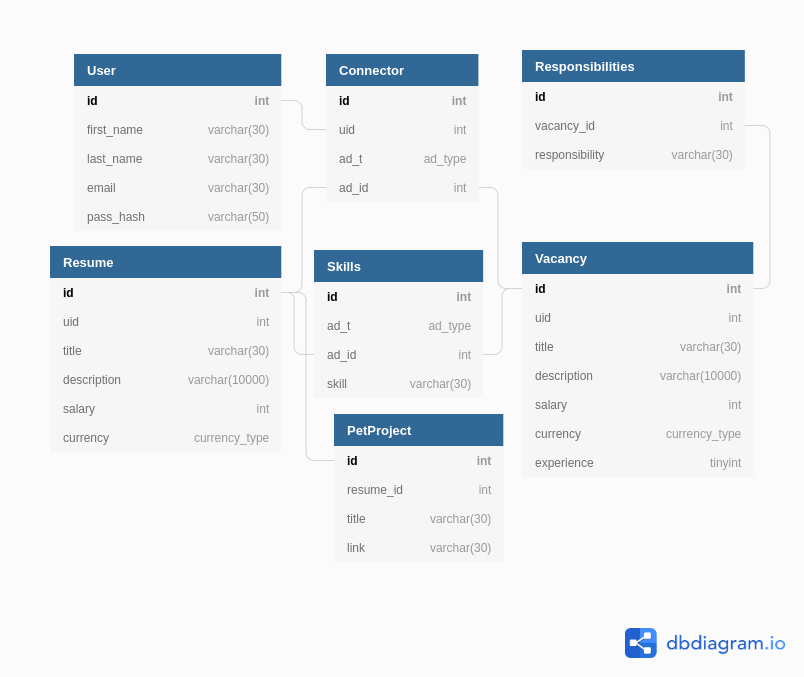 User
id int
first_name varchar(30)
last_name varchar(30)
email varchar(30)
pass_hash varchar(50)
Connector
id int
uid int
ad_t ad_type
ad_id int
Responsibilities
id int
vacancy_id int
responsibility varchar(30)
Resume
id int
uid int
title varchar(30)
description varchar(10000)
salary int
currency currency_type
Skills
id int
ad_t ad_type
ad_id int
skill varchar(30)
Vacancy
id int
uid int
title varchar(30)
description varchar(10000)
salary int
currency currency_type
experience tinyint
PetProject
id int
resume_id int
title varchar(30)
link varchar(30)
dbdiagram.io